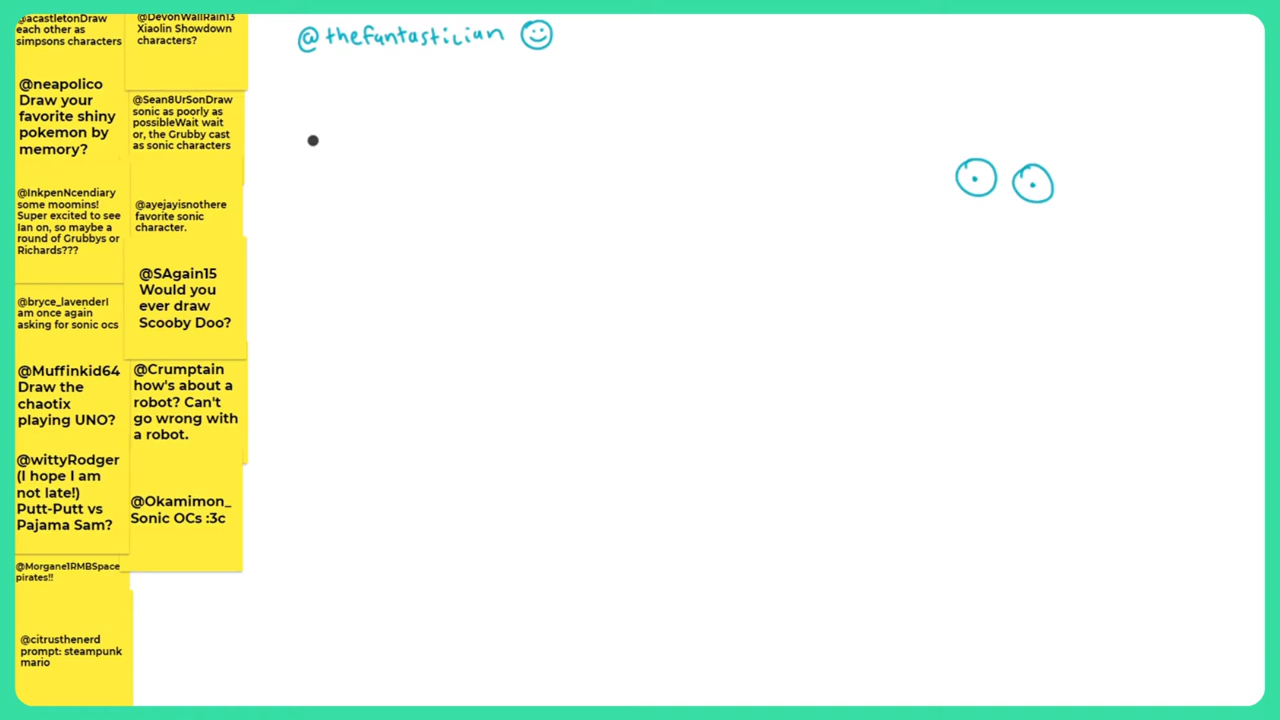 @acastletonDraw
each other as
simpsons characters
@DevonWallRain13
Xiaolin Showdown
characters?
@neapolico
Draw your
favorite shiny
pokemon by
memory?
@Sean8UrSonDraw
sonic as poorly as
possibleWait wait
or, the Grubby cast
as sonic characters
@InkpenNcendiary
some moomins!
Super excited to see
Ian on, so maybe a
round of Grubbys or
Richards???
@ayejayisnothere
favorite sonic
character.
@SAgain15
Would you
ever draw
Scooby Doo?
@bryce_lavenderI
am once again
asking for sonic ocs
@Muffinkid64
Draw the
chaotix
playing UNO?
@Crumptain
how's about a
robot? Can't
go wrong with
a robot.
@wittyRodger
(I hope I am
not late!)
Putt-Putt vs
Pajama Sam?
@Okamimon_
Sonic OCs :3c
@Morgane1RMBSpace
pirates!!
@citrusthenerd
prompt: steampunk
mario
@thefuntastilian